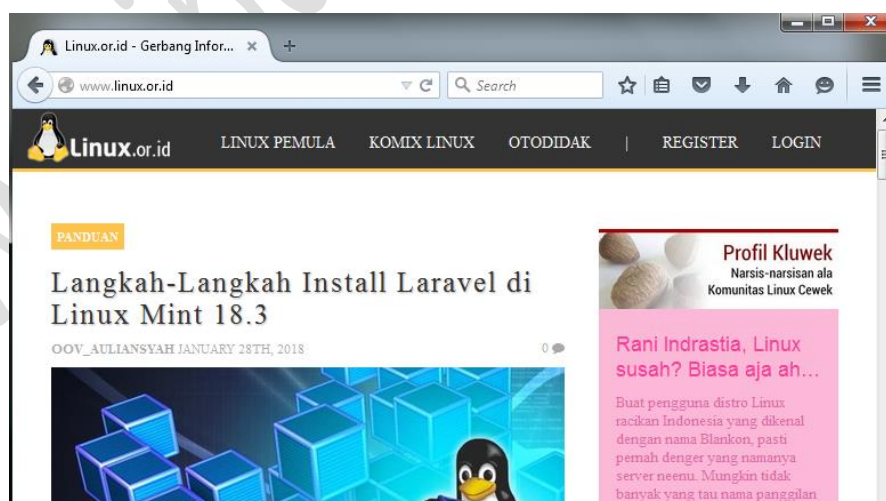 Linux.or.id - Gerbang Infor...
www.linux.or.id
Search
Linux.or.id
LINUX PEMULA KOMIX LINUX OTODIDAK | REGISTER LOGIN
PANDUAN
Langkah-Langkah Install Laravel di
Linux Mint 18.3
OOV_AULIANSYAH JANUARY 28TH, 2018
0
Profil Kluwek
Narsis-narsisan ala
Komunitas Linux Cewek
Rani Indrastia, Linux
susah? Biasa aja ah...
Buat pengguna distro Linux
racikan Indonesia yang dikenal
dengan nama Blankon, pasti
pernah denger yang namanya
server neenu. Mungkin tidak
banyak yang tau nama panggilan